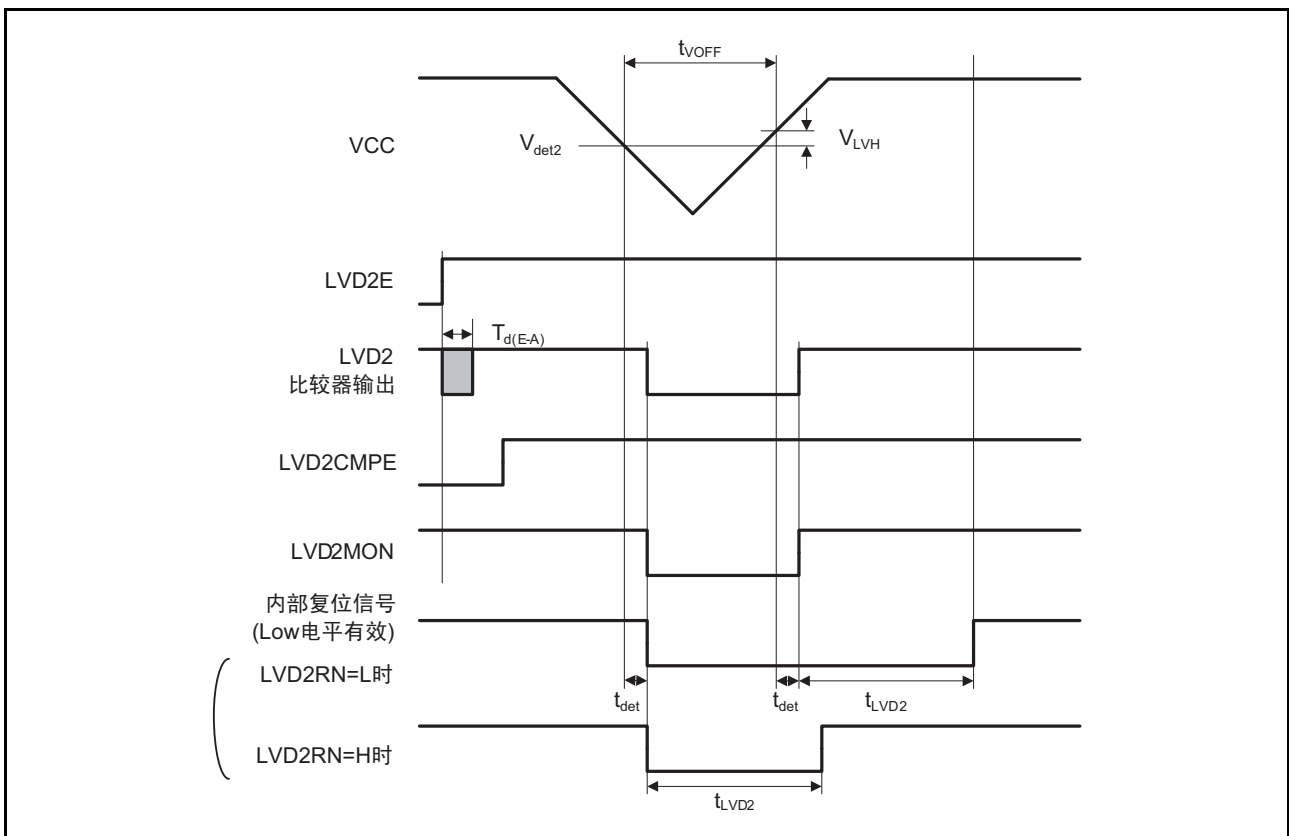 tVOFF
VCC
Vdet2
VLVH
LVD2E
Td(E-A)
LVD2
比较器输出
LVD2CMPE
LVD2MON
内部复位信号
(Low电平有效)
LVD2RN=L时
tdet
tdet
tLVD2
LVD2RN=H时
tLVD2